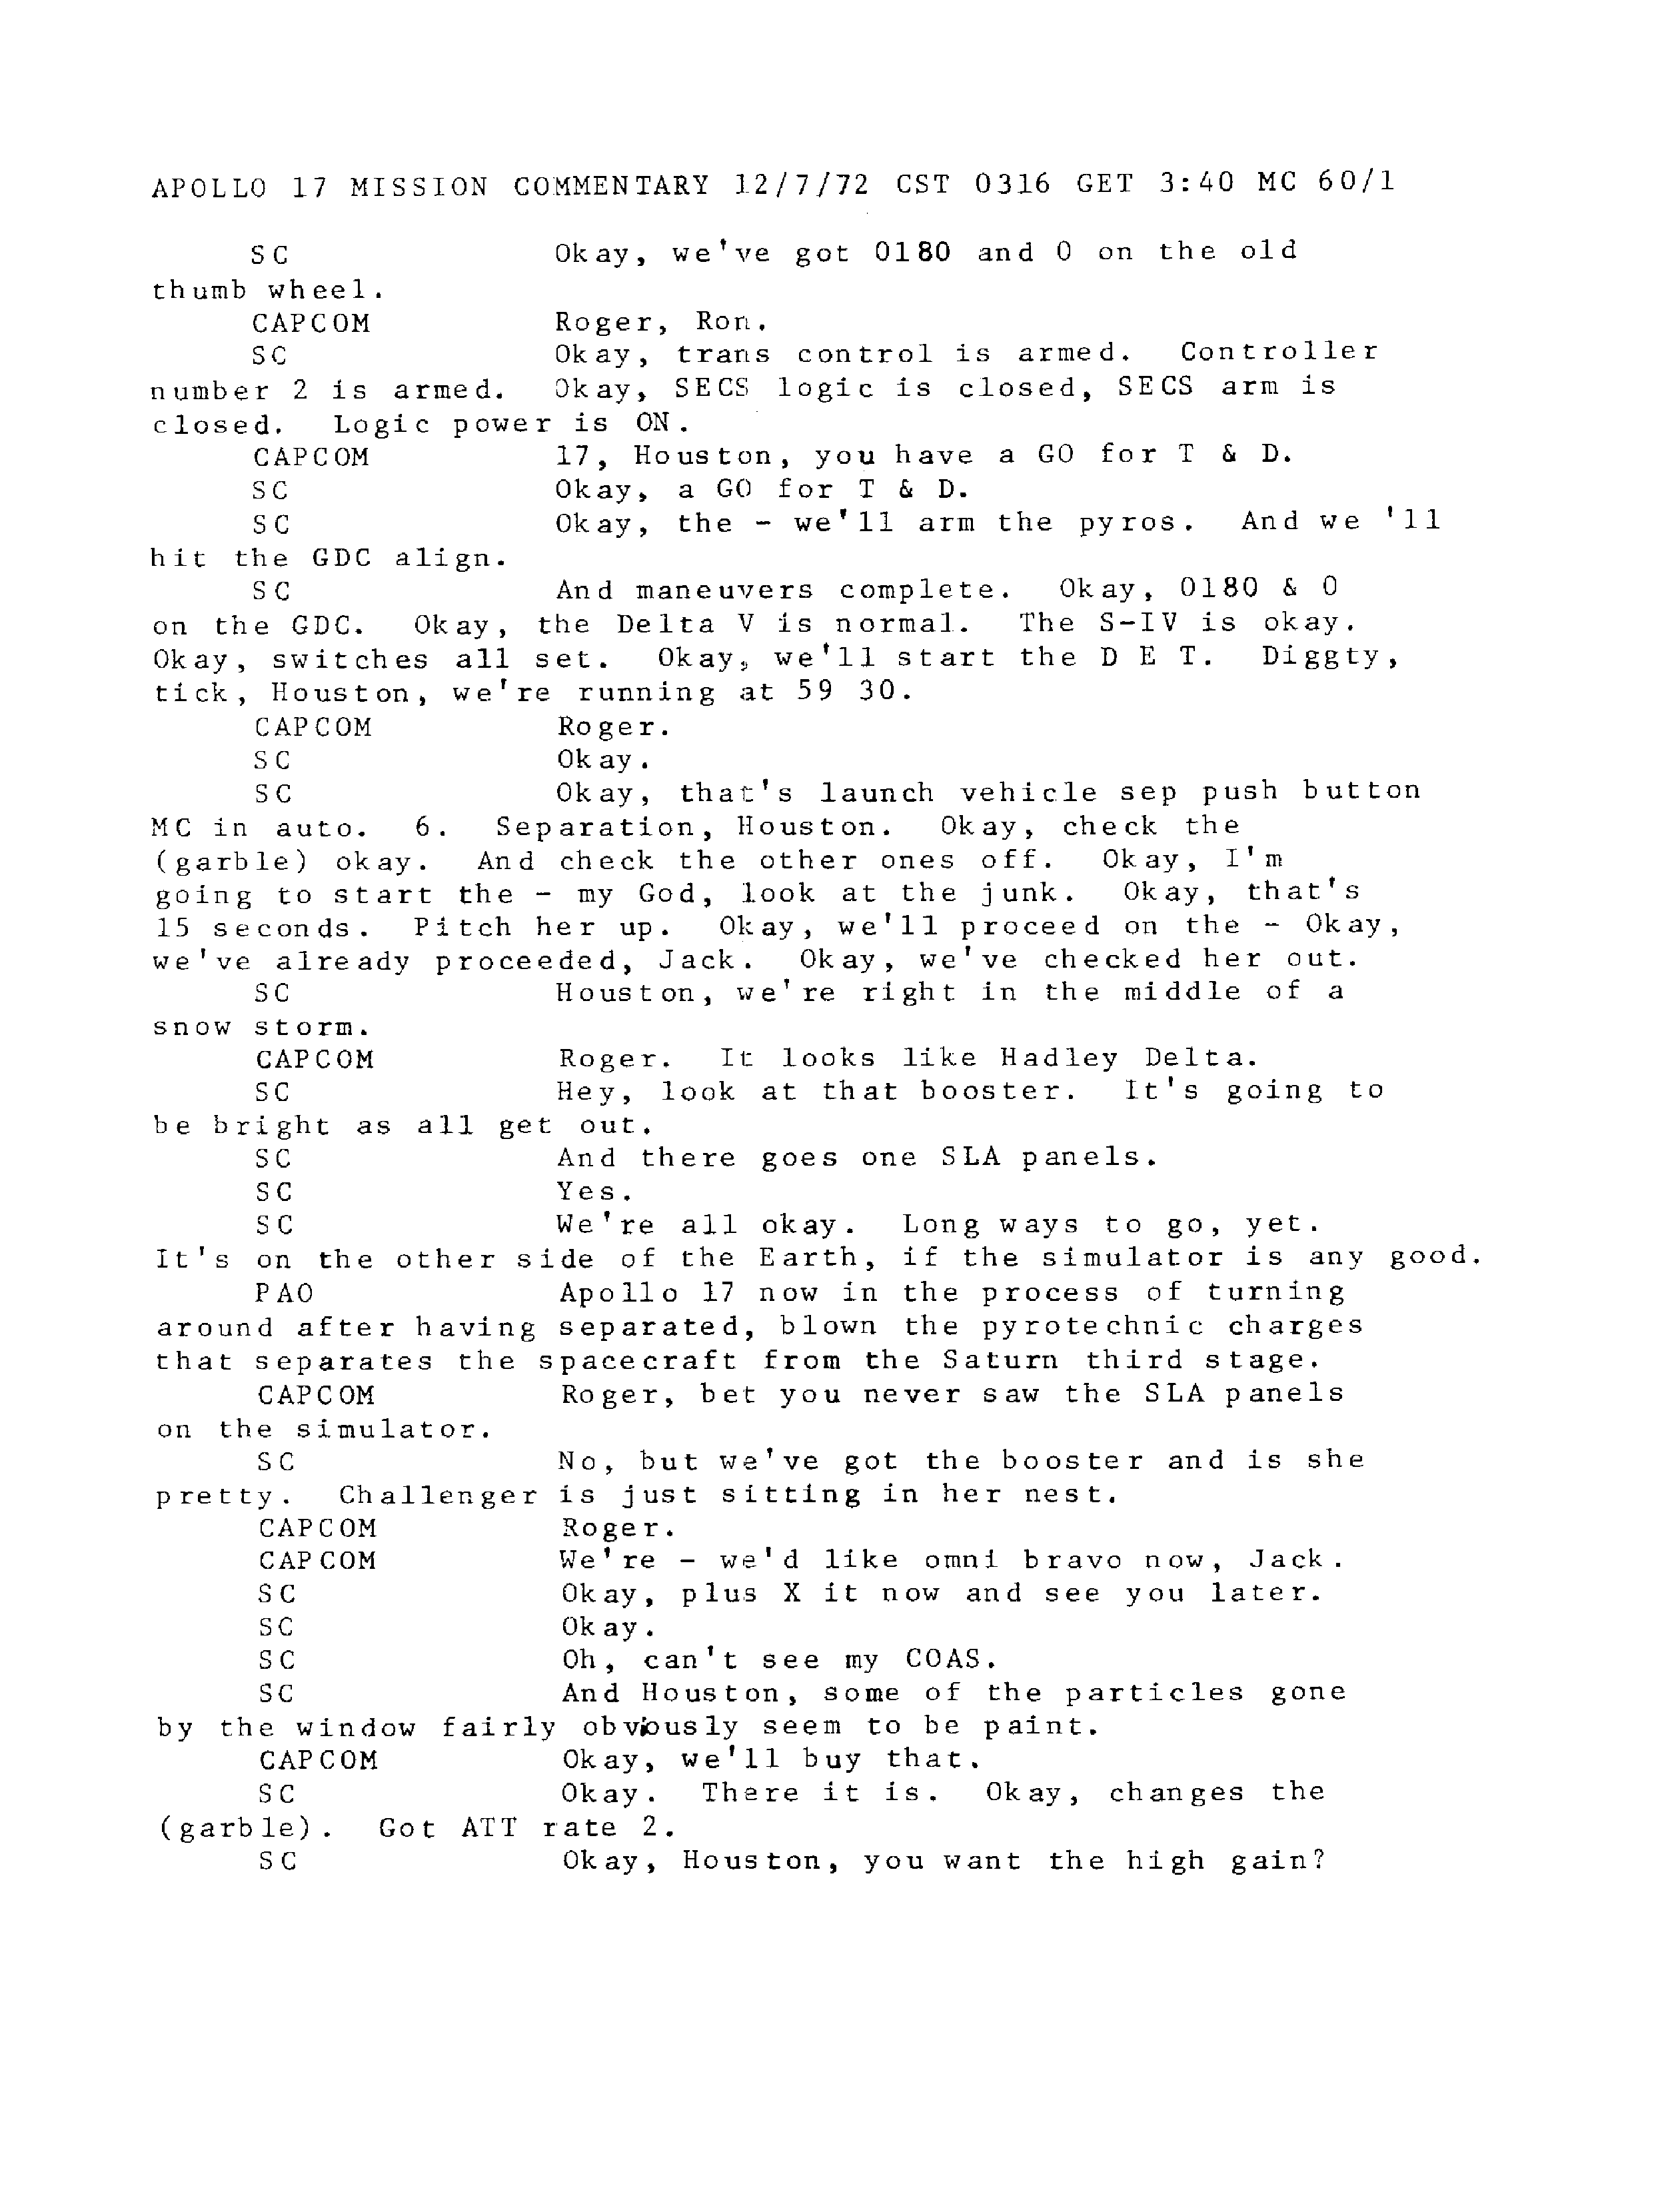 APOLLO 17 MISSION COMMENTARY 12/7/72 CST 0316 GET 3:40 MC 60/1
SC Okay, we've got 0180 and 0 on the old
thumb wheel.
CAPCOM Roger, Ron.
SC Okay, trans control is armed. Controller
number 2 is armed. Okay, SECS logic is closed, SECS arm is
closed. Logic power is ON.
CAPCOM 17, Houston, you have a GO for T & D.
SC Okay, a GO for T & D.
SC Okay, the - we'll arm the pyros. And we 'll
hit the GDC align.
SC And maneuvers complete. Okay, 0180 & 0
on the GDC. Okay, the Delta V is normal. The S-IV is okay.
Okay, switches all set. Okay, we'll start the D E T. Diggty,
tick, Houston, we're running at 59 30.
CAPCOM Roger.
SC Okay.
SC Okay, that's launch vehicle sep push button
MC in auto. 6. Separation, Houston. Okay, check the
(garble) okay. And check the other ones off. Okay, I'm
going to start the - my God, look at the junk. Okay, that's
15 seconds. Pitch her up. Okay, we'll proceed on the - Okay,
we've already proceeded, Jack. Okay, we've checked her out.
SC Houston, we're right in the middle of a
snow storm.
CAPCOM Roger. It looks like Hadley Delta.
SC Hey, look at that booster. It's going to
be bright as all get out.
SC And there goes one SLA panels.
SC Yes.
SC We're all okay. Long ways to go, yet.
It's on the other side of the Earth, if the simulator is any good.
PAO Apollo 17 now in the process of turning
around after having separated, blown the pyrotechnic charges
that separates the spacecraft from the Saturn third stage.
CAPCOM Roger, bet you never saw the SLA panels
on the simulator.
SC No, but we've got the booster and is she
pretty. Challenger is just sitting in her nest.
CAPCOM Roger.
CAPCOM We're - we'd like omni bravo now, Jack.
SC Okay, plus X it now and see you later.
SC Okay.
SC Oh, can't see my COAS.
SC And Houston, some of the particles gone
by the window fairly obviously seem to be paint.
CAPCOM Okay, we'll buy that.
SC Okay. There it is. Okay, changes the
(garble). Got ATT rate 2.
SC Okay, Houston, you want the high gain?